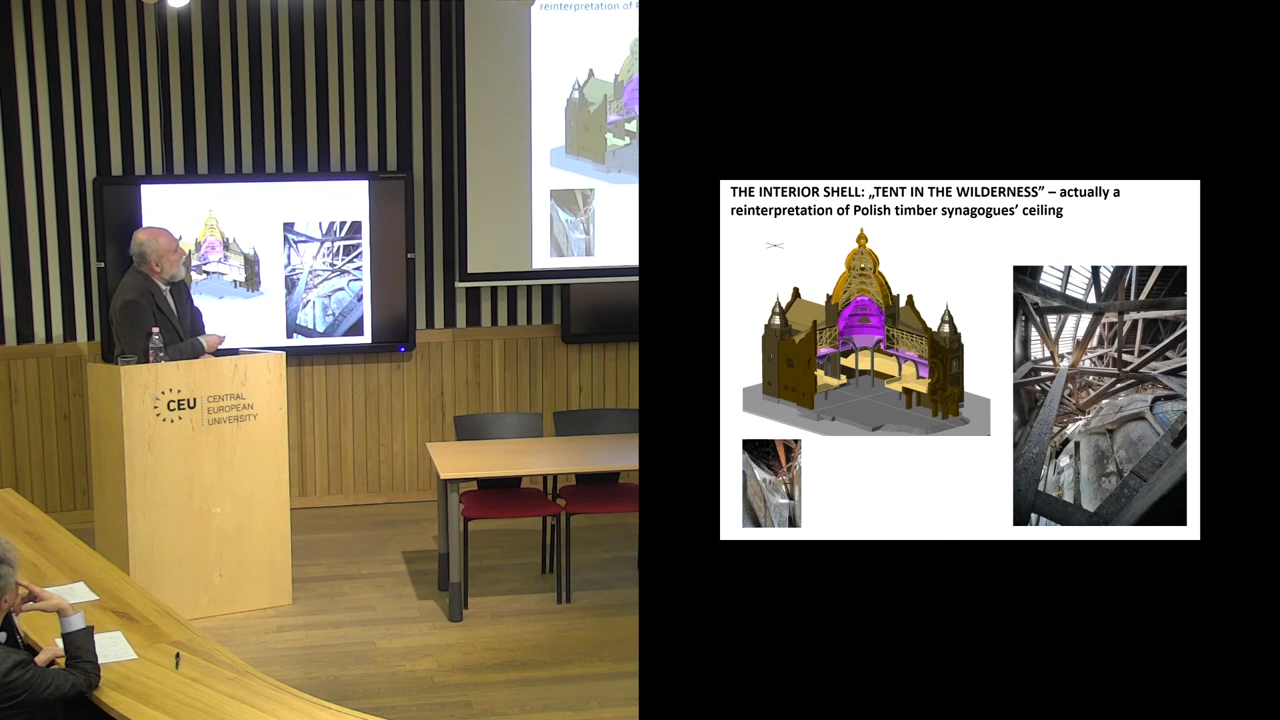 reinterpretation of
CEU
CENTRAL
EUROPEAN
UNIVERSITY
THE INTERIOR SHELL: „TENT IN THE WILDERNESS” – actually a
reinterpretation of Polish timber synagogues’ ceiling